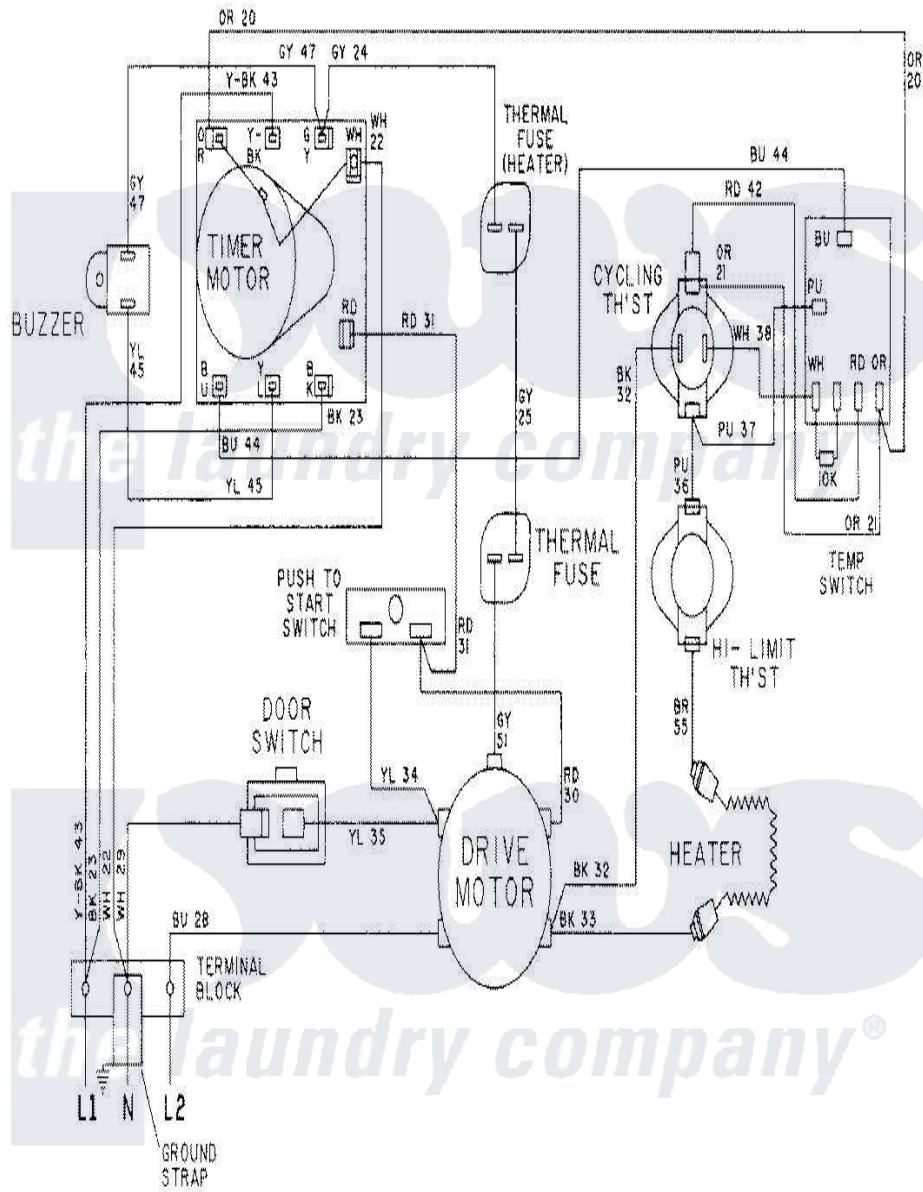 OR 20
GY 47
GY 24
Y-BK 43
OR
20
THERMAL
FUSE
(HEATER)
BU 44
RD 42
O
R
Y-
BK
G
Y
WH
WH
22
GY
47
TIMER
MOTOR
BUZZER
YL
45
RD
RD 31
B
U
Y
L
B
K
BK 23
BU 44
YL 45
CYCLING
TH'ST
OR
21
BU
PU
WH 38
WH
RD
OR
BK
32
PU 37
GY
25
PU
36
10K
OR 21
TEMP
SWITCH
THERMAL
FUSE
PUSH TO
START
SWITCH
RD
31
HI-LIMIT
TH'ST
DOOR
SWITCH
GY
51
BR
55
YL 34
RD
30
YL 35
DRIVE
MOTOR
HEATER
BK 32
BK 33
Y-BK 43
BK 23
WH 22
WH 29
BU 28
TERMINAL
BLOCK
L1
N
L2
GROUND
STRAP
the laundry company®
the laundry company®